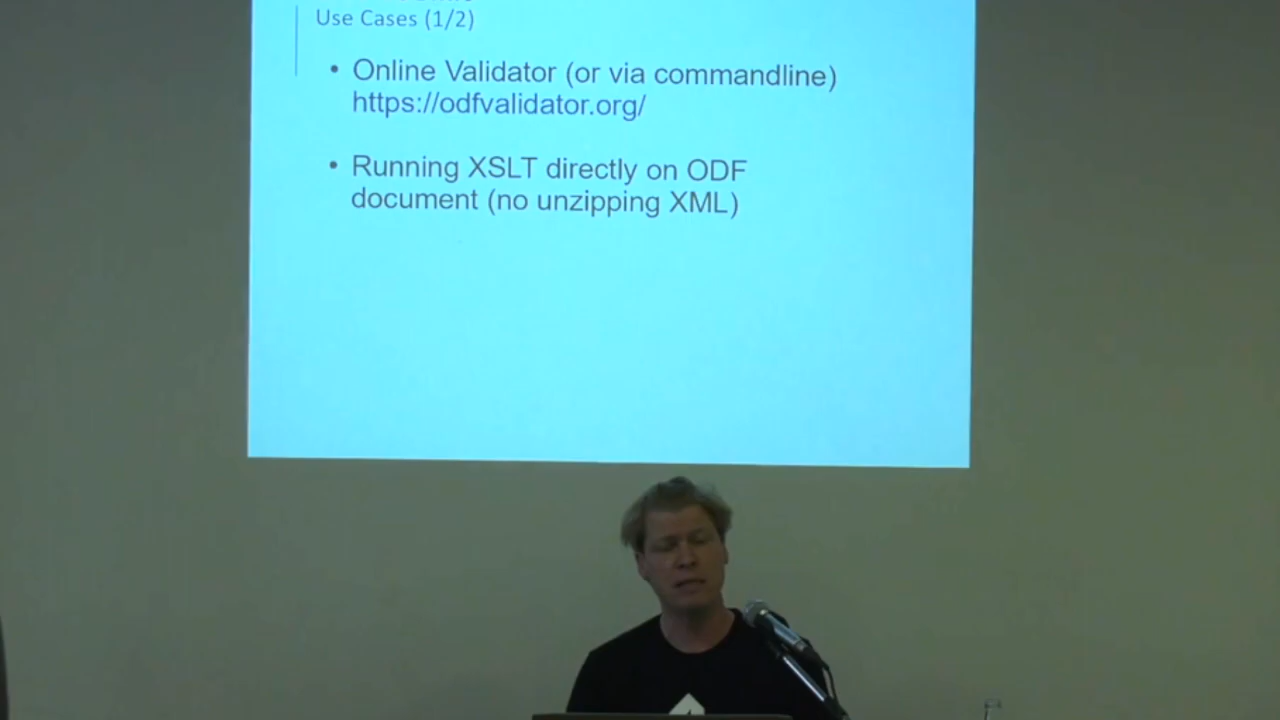 Use Cases (1/2)
• Online Validator (or via commandline)
https://odfvalidator.org/
• Running XSLT directly on ODF
document (no unzipping XML)